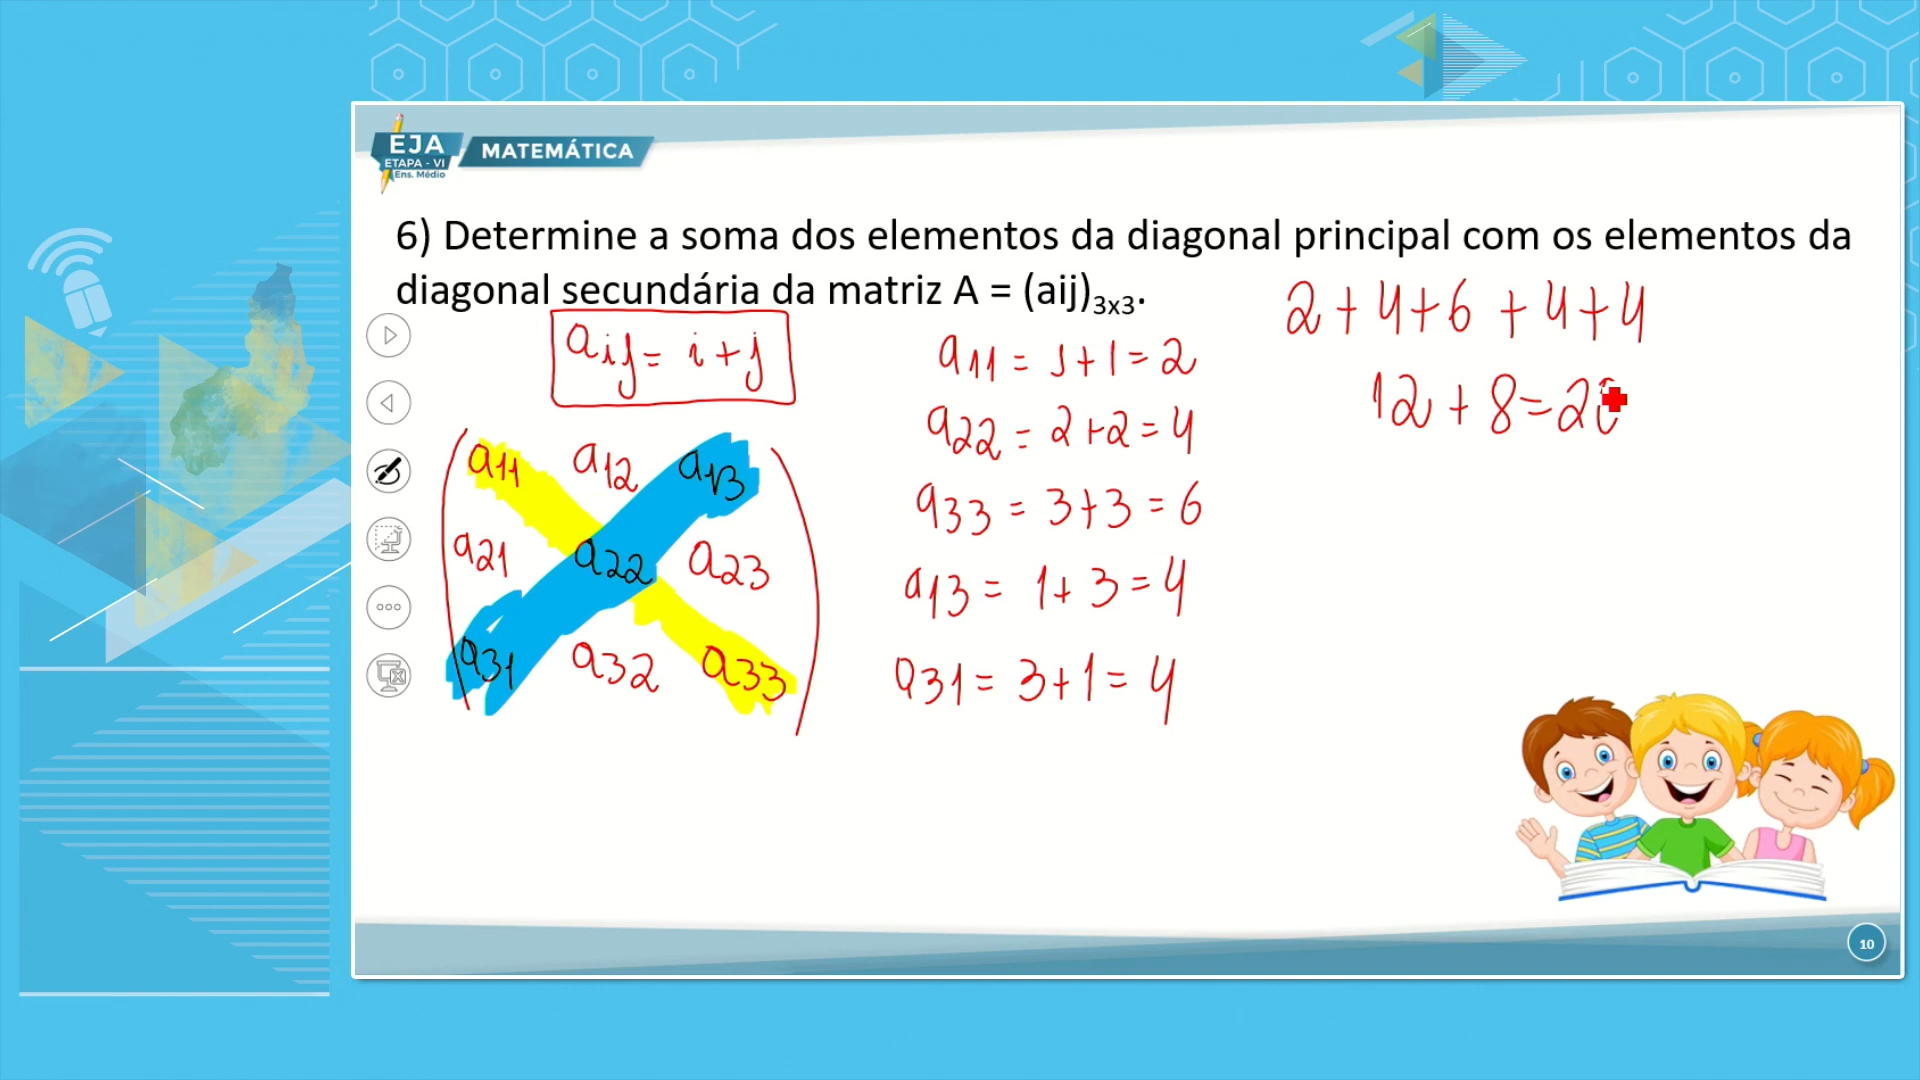 EJA
ETAPA - VI
Ens. Médio
MATEMÁTICA
6) Determine a soma dos elementos da diagonal principal com os elementos da
diagonal secundária da matriz A = (aij)3x3.
aij = i + j
a11 a12 a13
a21 a22 a23
a31 a32 a33
a11 = 1 + 1 = 2
a22 = 2 + 2 = 4
a33 = 3 + 3 = 6
a13 = 1 + 3 = 4
a31 = 3 + 1 = 4
2 + 4 + 6 + 4 + 4
12 + 8 = 20
10